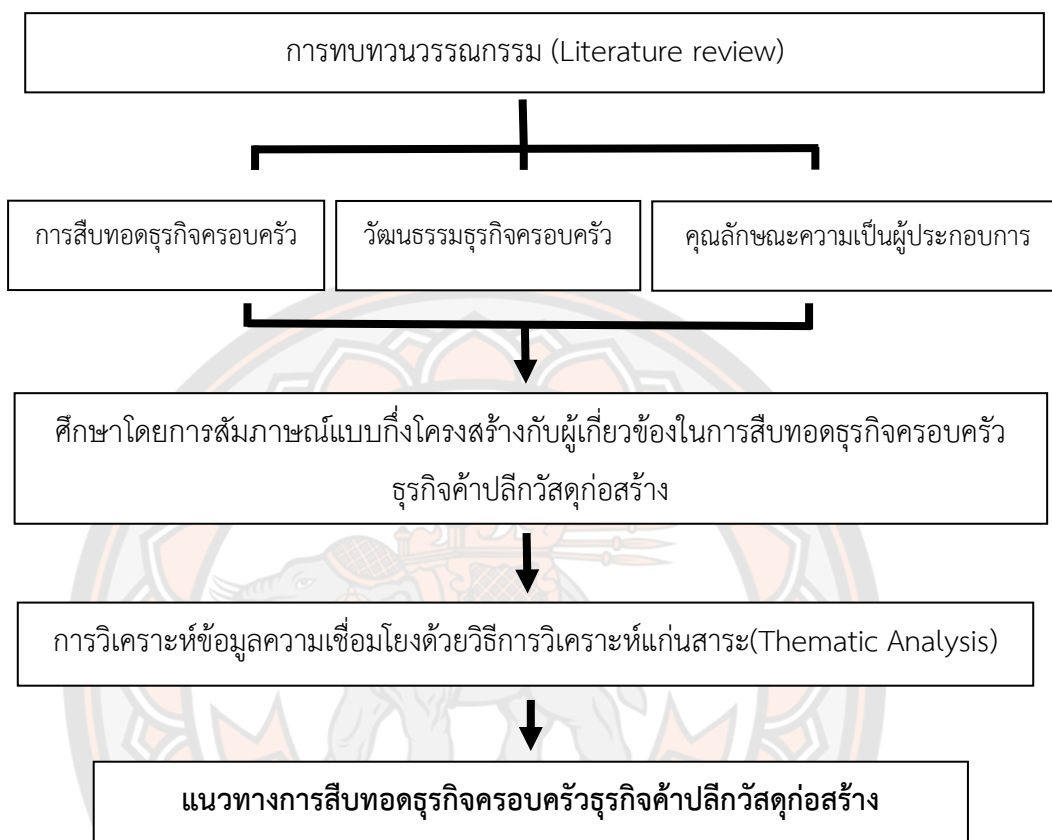 การทบทวนวรรณกรรม (Literature review)
การสืบทอดธุรกิจครอบครัว
วัฒนธรรมธุรกิจครอบครัว
คุณลักษณะความเป็นผู้ประกอบการ
ศึกษาโดยการสัมภาษณ์แบบกึ่งโครงสร้างกับผู้เกี่ยวข้องในการสืบทอดธุรกิจครอบครัว
ธุรกิจค้าปลีกวัสดุก่อสร้าง
การวิเคราะห์ข้อมูลความเชื่อมโยงด้วยวิธีการวิเคราะห์แก่นสาระ(Thematic Analysis)
แนวทางการสืบทอดธุรกิจครอบครัวธุรกิจค้าปลีกวัสดุก่อสร้าง